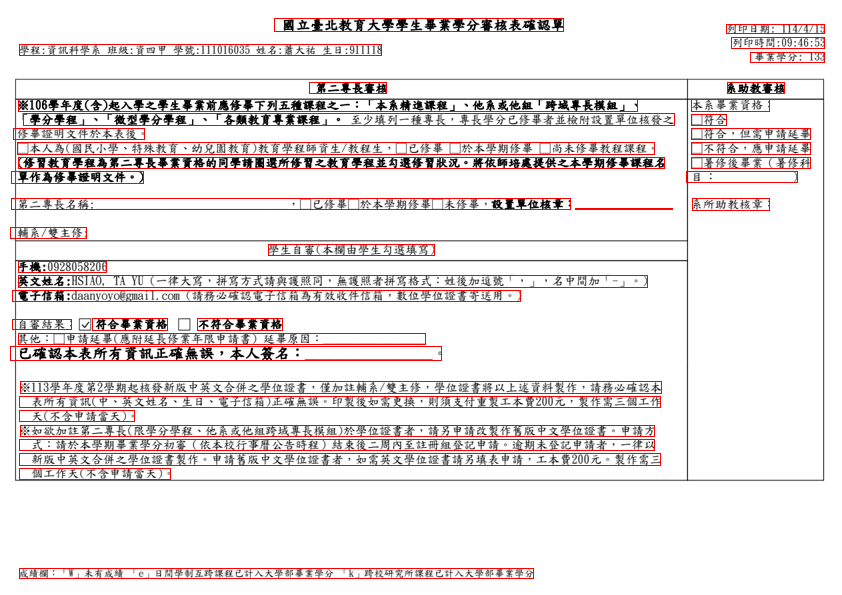 國立臺北教育大學學生畢業學分審核表確認單
列印日期: 114/4/15
學程:資訊科學系 班級:資四甲 學號:111016035 姓名:蕭大祐 生日:911118
列印時間:09:46:53
畢業學分: 133
第二專長審核
系助教審核
※106學年度(含)起入學之學生畢業前應修畢下列五種課程之一：「本系精進課程」、他系或他組「跨域專長模組」、
「學分學程」、「微型學分學程」、「各類教育專業課程」。 至少填列一種專長，專長學分已修畢者並檢附設置單位核發之
修畢證明文件於本表後。
□本人為(國民小學、特殊教育、幼兒園教育)教育學程師資生/教程生，□已修畢 □於本學期修畢 □尚未修畢教程課程。
(修習教育學程為第二專長畢業資格的同學請圈選所修習之教育學程並勾選修習狀況。將依師培處提供之本學期修畢課程名
單作為修畢證明文件。)
本系畢業資格：
□符合
□符合，但需申請延畢
□不符合，應申請延畢
□暑修後畢業（暑修科
目： ）
第二專長名稱: ，□已修畢□於本學期修畢□未修畢，設置單位核章：
系所助教核章：
輔系/雙主修:
學生自審(本欄由學生勾選填寫)
手機:0928058206
英文姓名:HSIAO, TA YU (一律大寫，拼寫方式請與護照同，無護照者拼寫格式：姓後加逗號「，」，名中間加「-」。)
電子信箱:daanyoyo@gmail.com (請務必確認電子信箱為有效收件信箱，數位學位證書寄送用。)
自審結果：☑符合畢業資格 □ 不符合畢業資格
其他：□申請延畢(應附延長修業年限申請書) 延畢原因：
已確認本表所有資訊正確無誤，本人簽名： 。
※113學年度第2學期起核發新版中英文合併之學位證書，僅加註輔系/雙主修，學位證書將以上述資料製作，請務必確認本
表所有資訊(中、英文姓名、生日、電子信箱)正確無誤。印製後如需更換，則須支付重製工本費200元，製作需三個工作
天(不含申請當天)。
※如欲加註第二專長(限學分學程、他系或他組跨域專長模組)於學位證書者，請另申請改製作舊版中文學位證書。申請方
式：請於本學期畢業學分初審（依本校行事曆公告時程）結束後二周內至註冊組登記申請。逾期未登記申請者，一律以
新版中英文合併之學位證書製作。申請舊版中文學位證書者，如需英文學位證書請另填表申請，工本費200元。製作需三
個工作天(不含申請當天)。
成績欄：「W」未有成績 「e」日間學制互跨課程已計入大學部畢業學分 「k」跨校研究所課程已計入大學部畢業學分